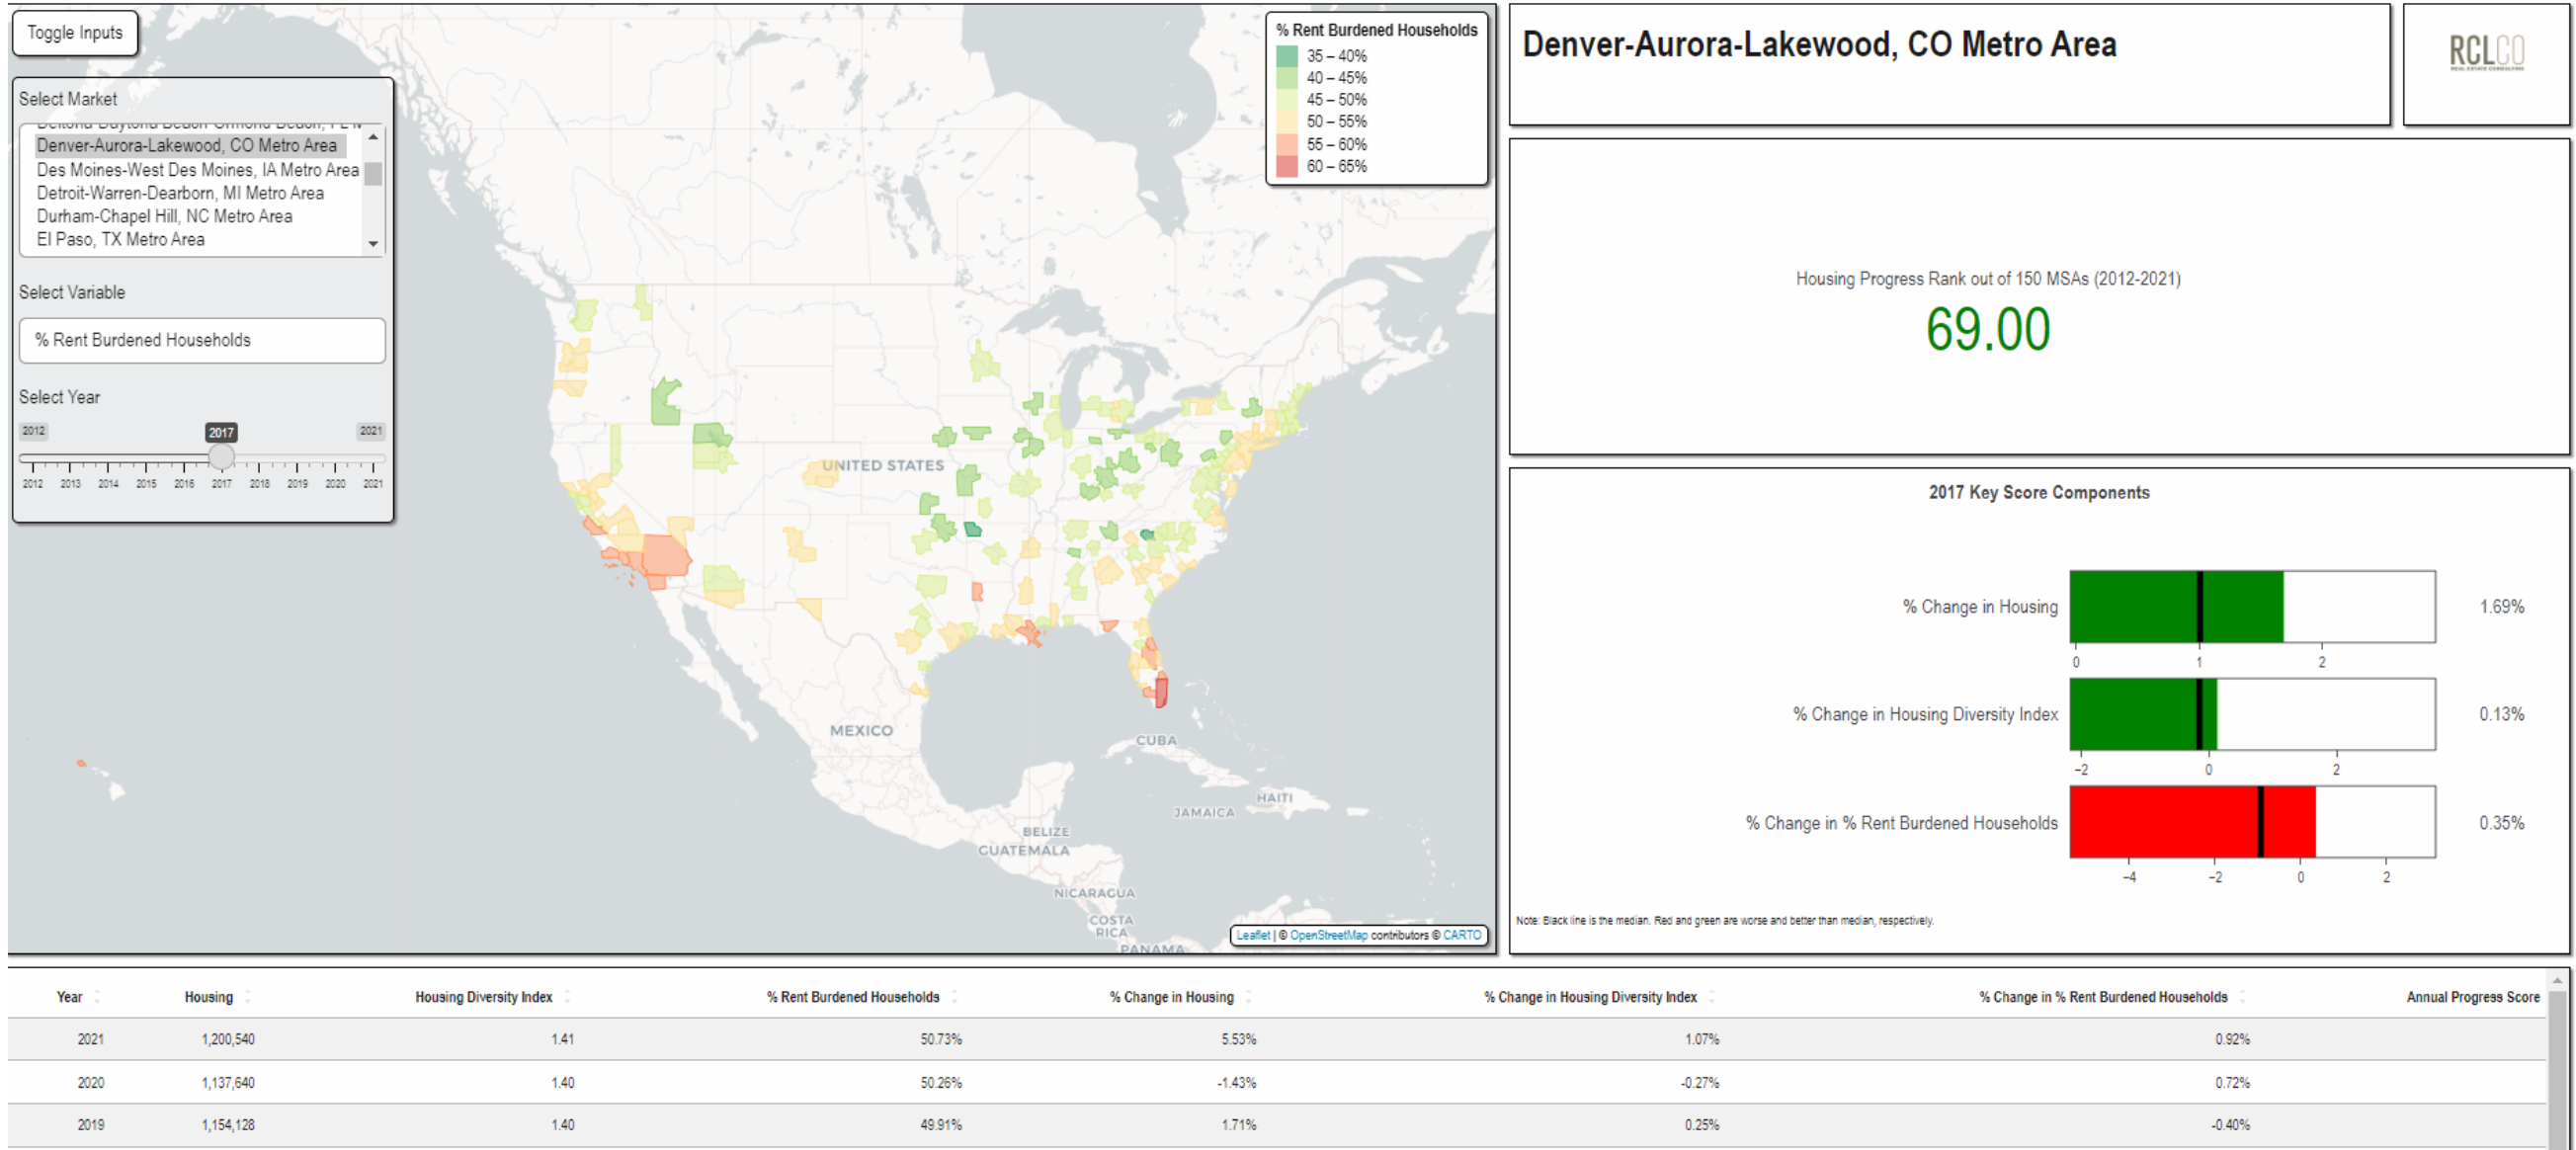 Toggle Inputs
Select Market
Denver-Aurora-Lakewood, CO Metro Area
Des Moines-West Des Moines, IA Metro Area
Detroit-Warren-Dearborn, MI Metro Area
Durham-Chapel Hill, NC Metro Area
El Paso, TX Metro Area
Select Variable
% Rent Burdened Households
Select Year
2012 2017 2021
2012 2013 2014 2015 2016 2017 2018 2019 2020 2021
% Rent Burdened Households
35 – 40%
40 – 45%
45 – 50%
50 – 55%
55 – 60%
60 – 65%
UNITED STATES
MEXICO
CUBA
HAITI
JAMAICA
BELIZE
GUATEMALA
NICARAGUA
COSTA
RICA
PANAMA
Leaflet | © OpenStreetMap contributors © CARTO
Denver-Aurora-Lakewood, CO Metro Area
RCLCO
REAL ESTATE CONSULTING
Housing Progress Rank out of 150 MSAs (2012-2021)
69.00
2017 Key Score Components
% Change in Housing 1.69%
0 1 2
% Change in Housing Diversity Index 0.13%
−2 0 2
% Change in % Rent Burdened Households 0.35%
−4 −2 0 2
Note: Black line is the median. Red and green are worse and better than median, respectively.
Year Housing Housing Diversity Index % Rent Burdened Households % Change in Housing % Change in Housing Diversity Index % Change in % Rent Burdened Households Annual Progress Score
2021 1,200,540 1.41 50.73% 5.53% 1.07% 0.92%
2020 1,137,640 1.40 50.26% -1.43% -0.27% 0.72%
2019 1,154,128 1.40 49.91% 1.71% 0.25% -0.40%